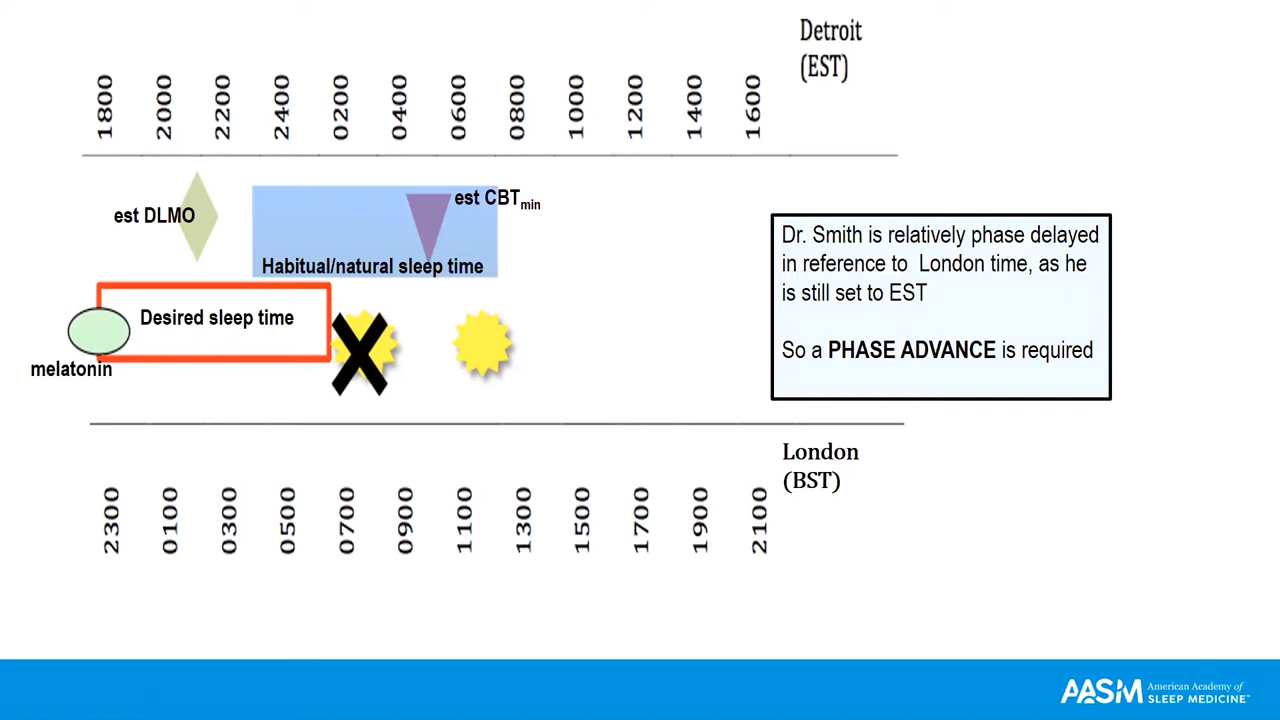 Detroit
(EST)
1800 2000 2200 2400 0200 0400 0600 0800 1000 1200 1400 1600
est DLMO
est CBTmin
Habitual/natural sleep time
Desired sleep time
melatonin
Dr. Smith is relatively phase delayed
in reference to London time, as he
is still set to EST
So a PHASE ADVANCE is required
London
(BST)
2300 0100 0300 0500 0700 0900 1100 1300 1500 1700 1900 2100
AASM
American Academy of
SLEEP MEDICINE™